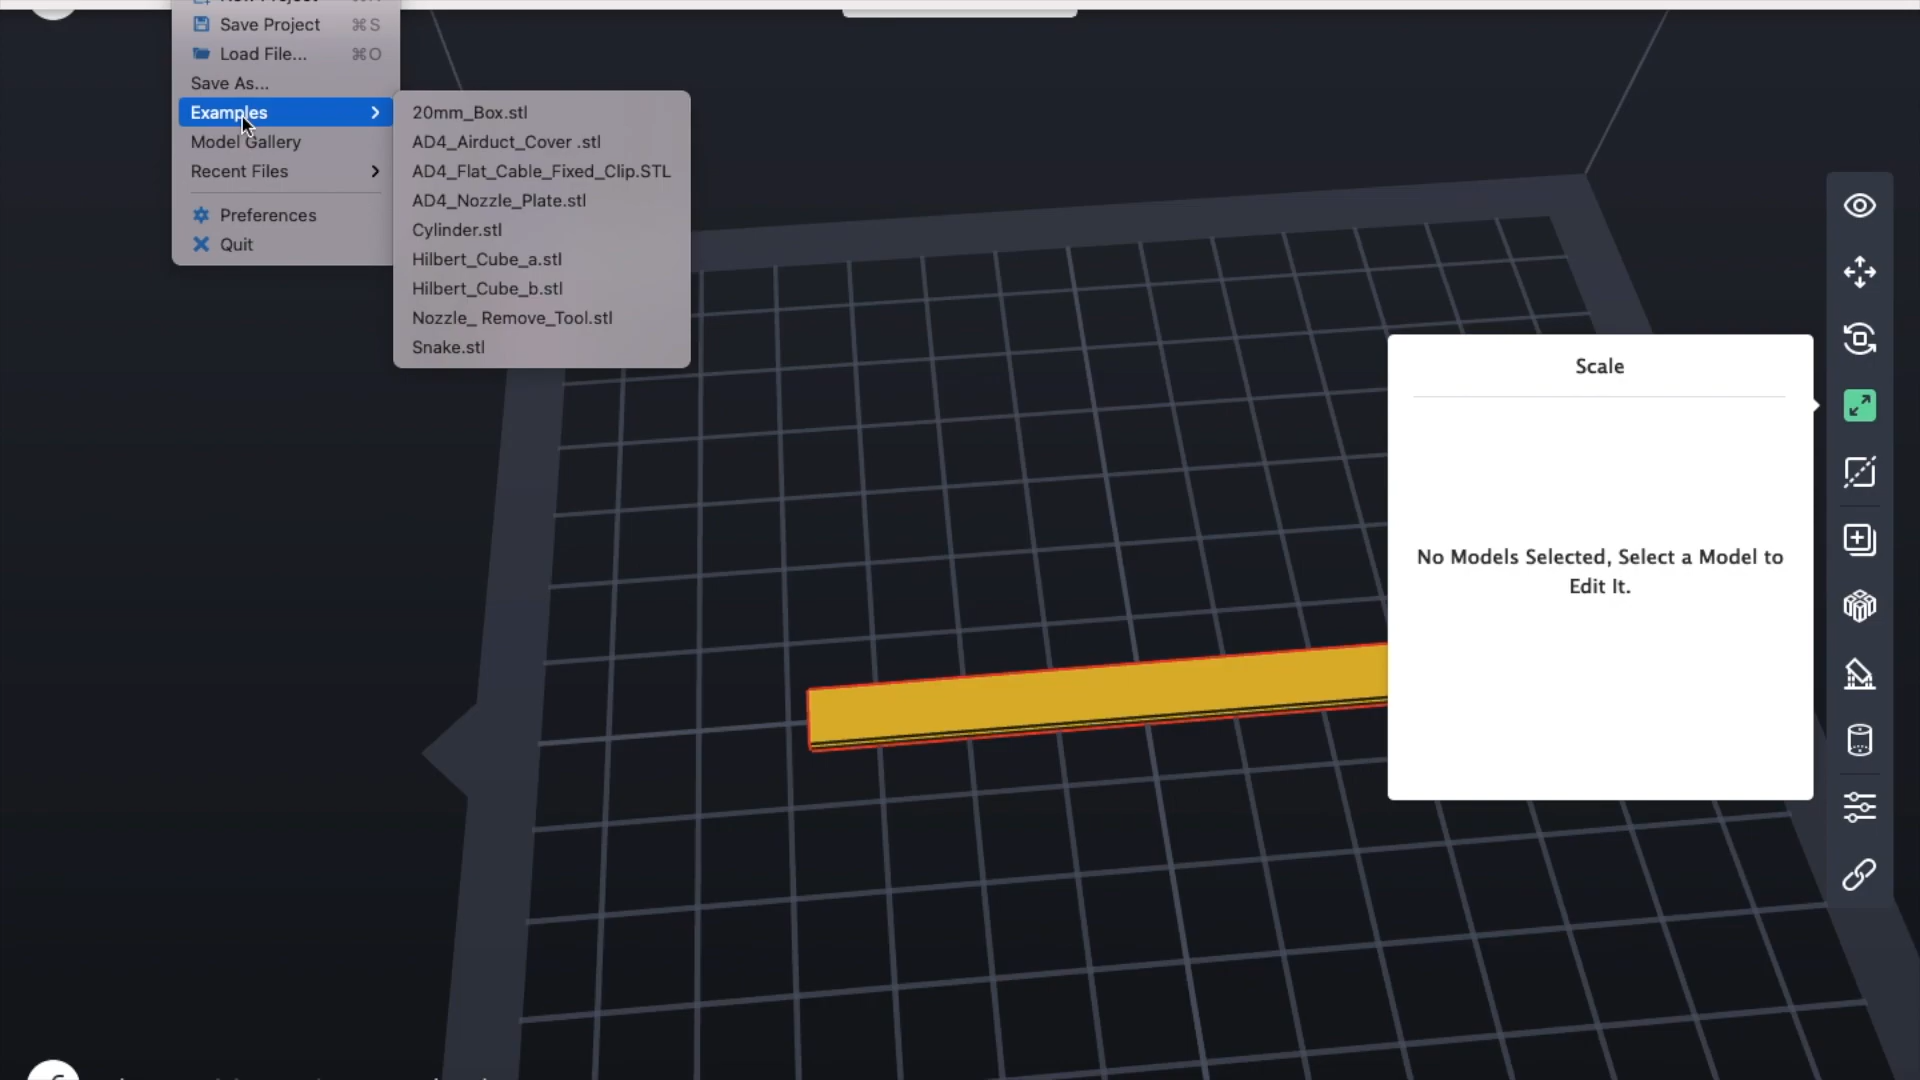 New Project ⌘N
Save Project ⌘S
Load File... ⌘O
Save As...
Examples
Model Gallery
Recent Files
Preferences
Quit
20mm_Box.stl
AD4_Airduct_Cover .stl
AD4_Flat_Cable_Fixed_Clip.STL
AD4_Nozzle_Plate.stl
Cylinder.stl
Hilbert_Cube_a.stl
Hilbert_Cube_b.stl
Nozzle_ Remove_Tool.stl
Snake.stl
Scale
No Models Selected, Select a Model to
Edit It.